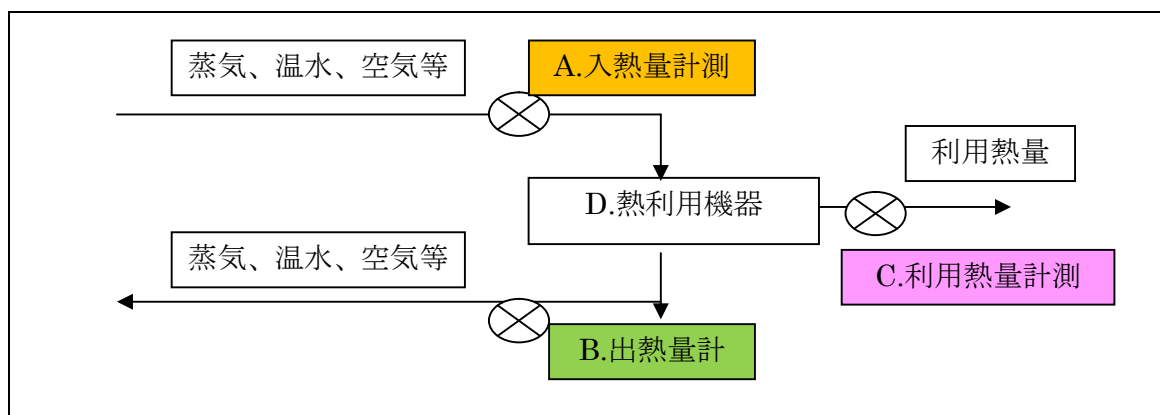 蒸気、温水、空気等
A.入熱量計測
利用熱量
D.熱利用機器
蒸気、温水、空気等
C.利用熱量計測
B.出熱量計